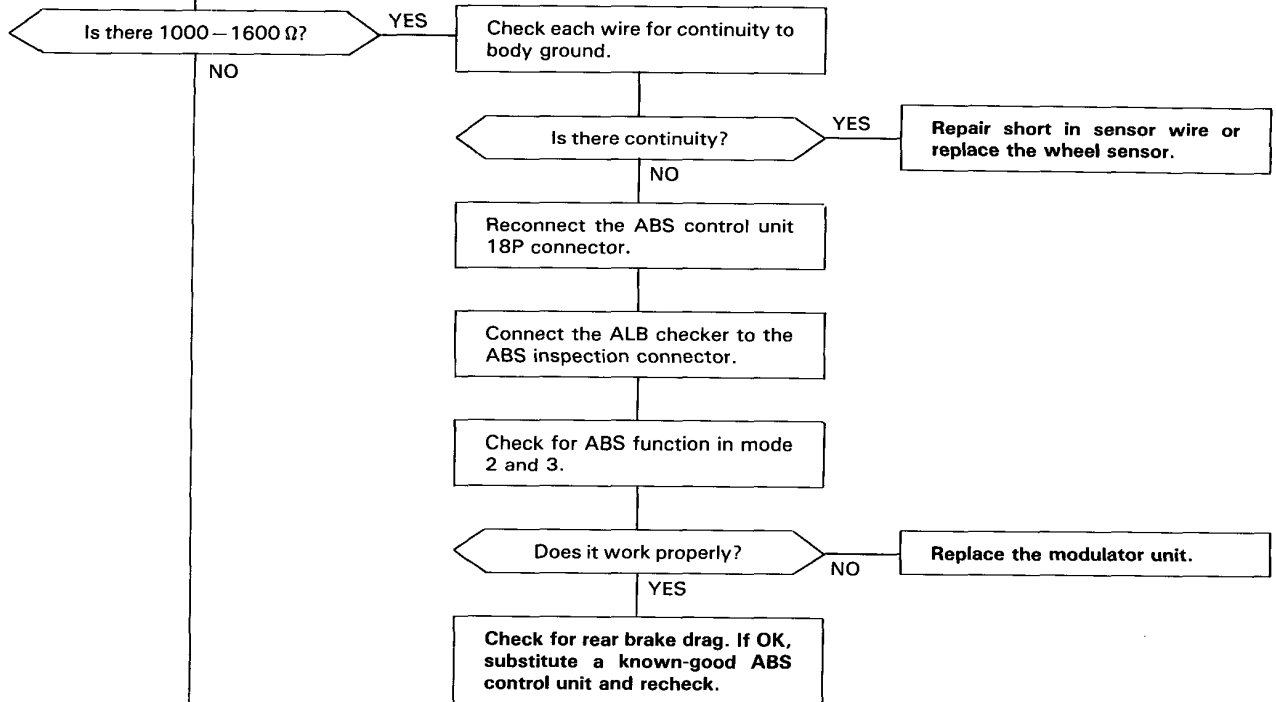 Is there 1000 – 1600 Ω?
YES
NO
Check each wire for continuity to
body ground.
Is there continuity?
YES
NO
Repair short in sensor wire or
replace the wheel sensor.
Reconnect the ABS control unit
18P connector.
Connect the ALB checker to the
ABS inspection connector.
Check for ABS function in mode
2 and 3.
Does it work properly?
NO
YES
Replace the modulator unit.
Check for rear brake drag. If OK,
substitute a known-good ABS
control unit and recheck.